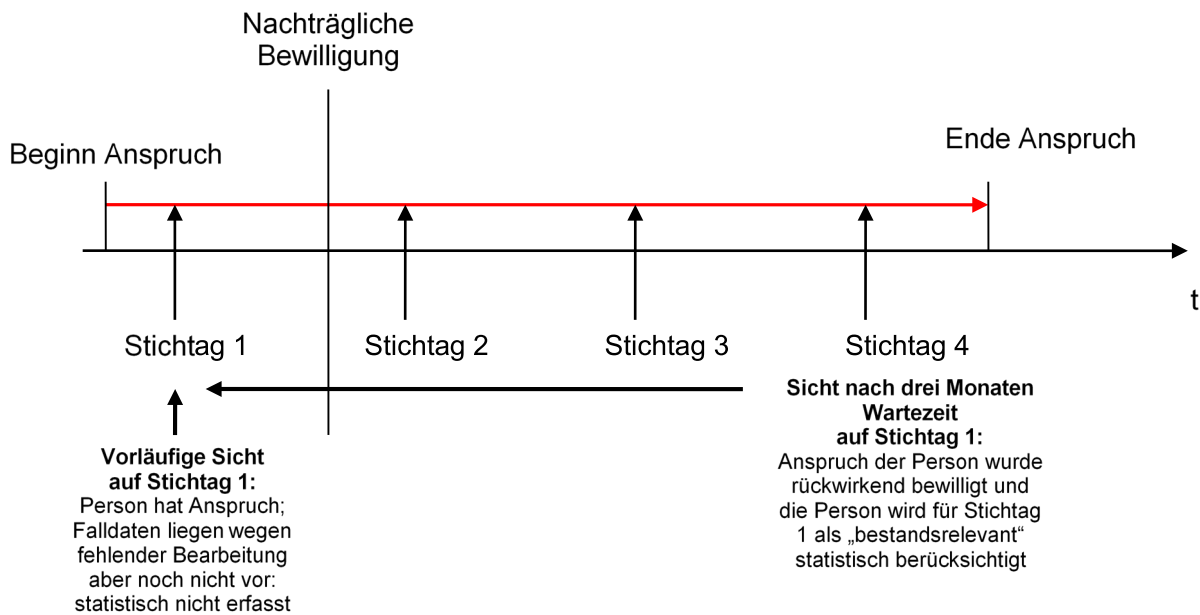 Nachträgliche
Bewilligung
Beginn Anspruch
Ende Anspruch
t
Stichtag 1
Stichtag 2
Stichtag 3
Stichtag 4
Vorläufige Sicht
auf Stichtag 1:
Person hat Anspruch;
Falldaten liegen wegen
fehlender Bearbeitung
aber noch nicht vor:
statistisch nicht erfasst
Sicht nach drei Monaten
Wartezeit
auf Stichtag 1:
Anspruch der Person wurde
rückwirkend bewilligt und
die Person wird für Stichtag
1 als „bestandsrelevant“
statistisch berücksichtigt